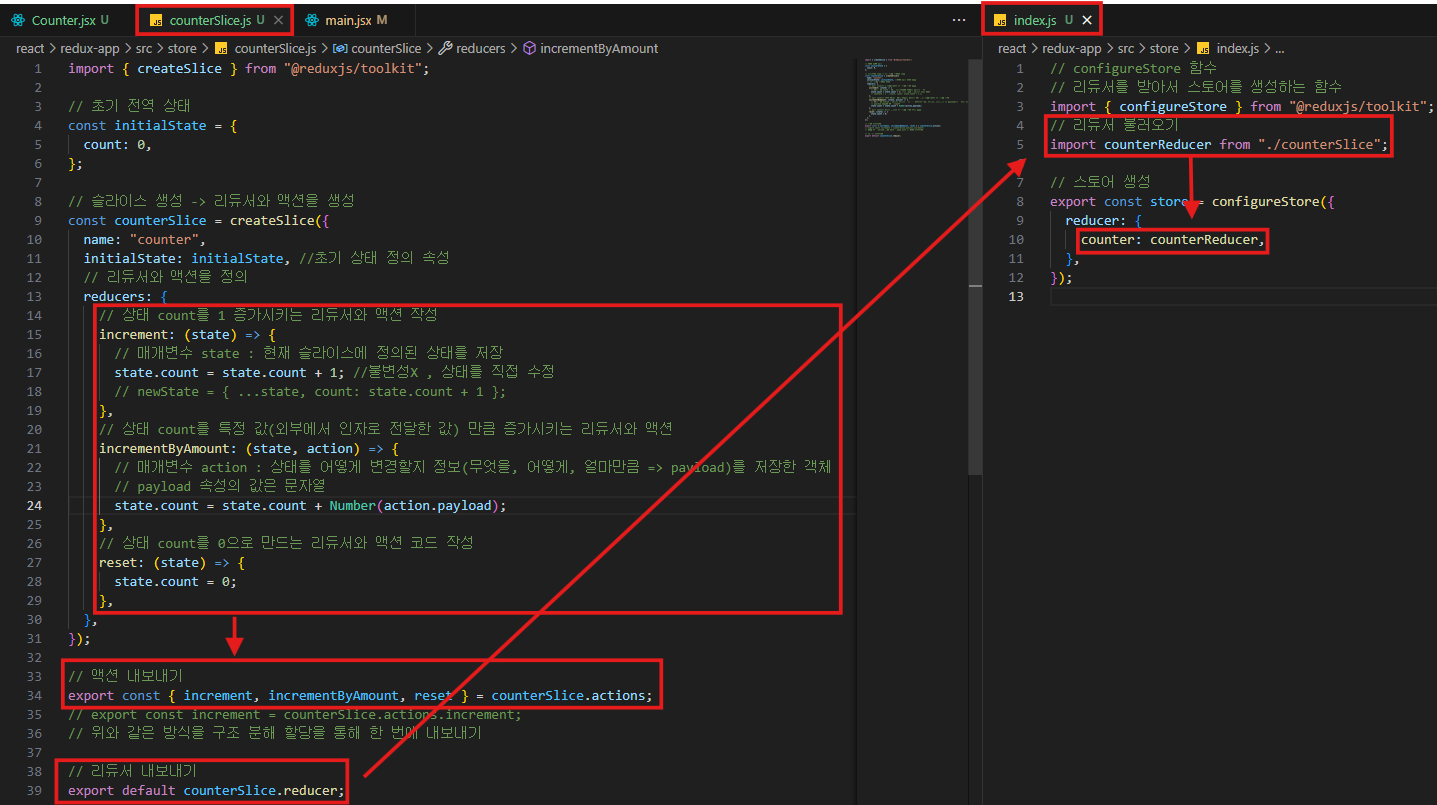 Counter.jsx U
JS counterSlice.js U
main.jsx M
JS index.js U
react > redux-app > src > store > JS counterSlice.js > counterSlice > reducers > incrementByAmount
1 import { createSlice } from "@reduxjs/toolkit";
2
3 // 초기 전역 상태
4 const initialState = {
5 count: 0,
6 };
7
8 // 슬라이스 생성 -> 리듀서와 액션을 생성
9 const counterSlice = createSlice({
10 name: "counter",
11 initialState: initialState, //초기 상태 정의 속성
12 // 리듀서와 액션을 정의
13 reducers: {
14 // 상태 count를 1 증가시키는 리듀서와 액션 작성
15 increment: (state) => {
16 // 매개변수 state : 현재 슬라이스에 정의된 상태를 저장
17 state.count = state.count + 1; //불변성X , 상태를 직접 수정
18 // newState = { ...state, count: state.count + 1 };
19 },
20 // 상태 count를 특정 값(외부에서 인자로 전달한 값) 만큼 증가시키는 리듀서와 액션
21 incrementByAmount: (state, action) => {
22 // 매개변수 action : 상태를 어떻게 변경할지 정보(무엇을, 어떻게, 얼마만큼 => payload)를 저장한 객체
23 // payload 속성의 값은 문자열
24 state.count = state.count + Number(action.payload);
25 },
26 // 상태 count를 0으로 만드는 리듀서와 액션 코드 작성
27 reset: (state) => {
28 state.count = 0;
29 },
30 },
31 });
32
33 // 액션 내보내기
34 export const { increment, incrementByAmount, reset } = counterSlice.actions;
35 // export const increment = counterSlice.actions.increment;
36 // 위와 같은 방식을 구조 분해 할당을 통해 한 번에 내보내기
37
38 // 리듀서 내보내기
39 export default counterSlice.reducer;
react > redux-app > src > store > JS index.js > ...
1 // configureStore 함수
2 // 리듀서를 받아서 스토어를 생성하는 함수
3 import { configureStore } from "@reduxjs/toolkit";
4 // 리듀서 불러오기
5 import counterReducer from "./counterSlice";
7 // 스토어 생성
8 export const store = configureStore({
9 reducer: {
10 counter: counterReducer,
11 },
12 });
13